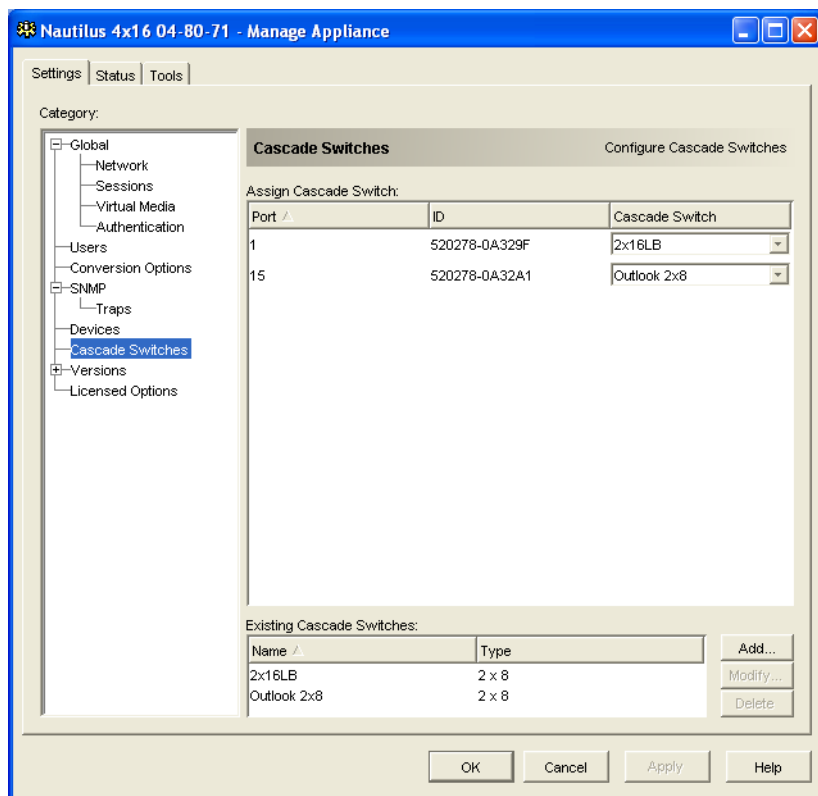 Nautilus 4x16 04-80-71 - Manage Appliance
Settings Status Tools
Category:
Global
Network
Sessions
Virtual Media
Authentication
Users
Conversion Options
SNMP
Traps
Devices
Cascade Switches
Versions
Licensed Options
Cascade Switches Configure Cascade Switches
Assign Cascade Switch:
Port ID Cascade Switch
1 520278-0A329F 2x16LB
15 520278-0A32A1 Outlook 2x8
Existing Cascade Switches:
Name Type
2x16LB 2 x 8
Outlook 2x8 2 x 8
Add...
Modify...
Delete
OK Cancel Apply Help